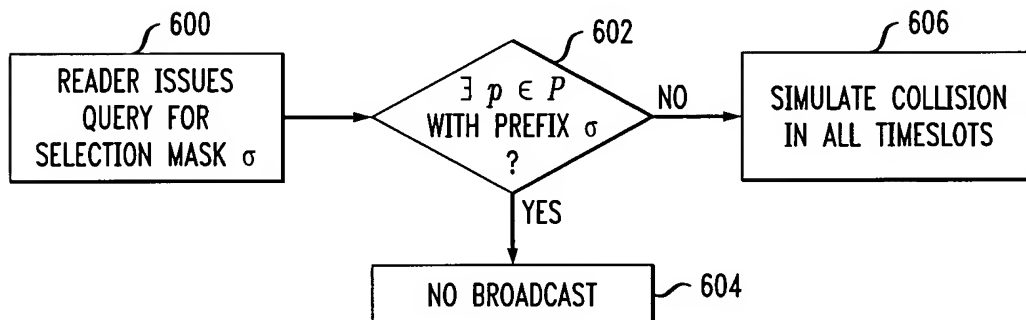 600
READER ISSUES
QUERY FOR
SELECTION MASK σ
602
∃ p ∈ P
WITH PREFIX σ
?
NO
606
SIMULATE COLLISION
IN ALL TIMESLOTS
YES
NO BROADCAST
604